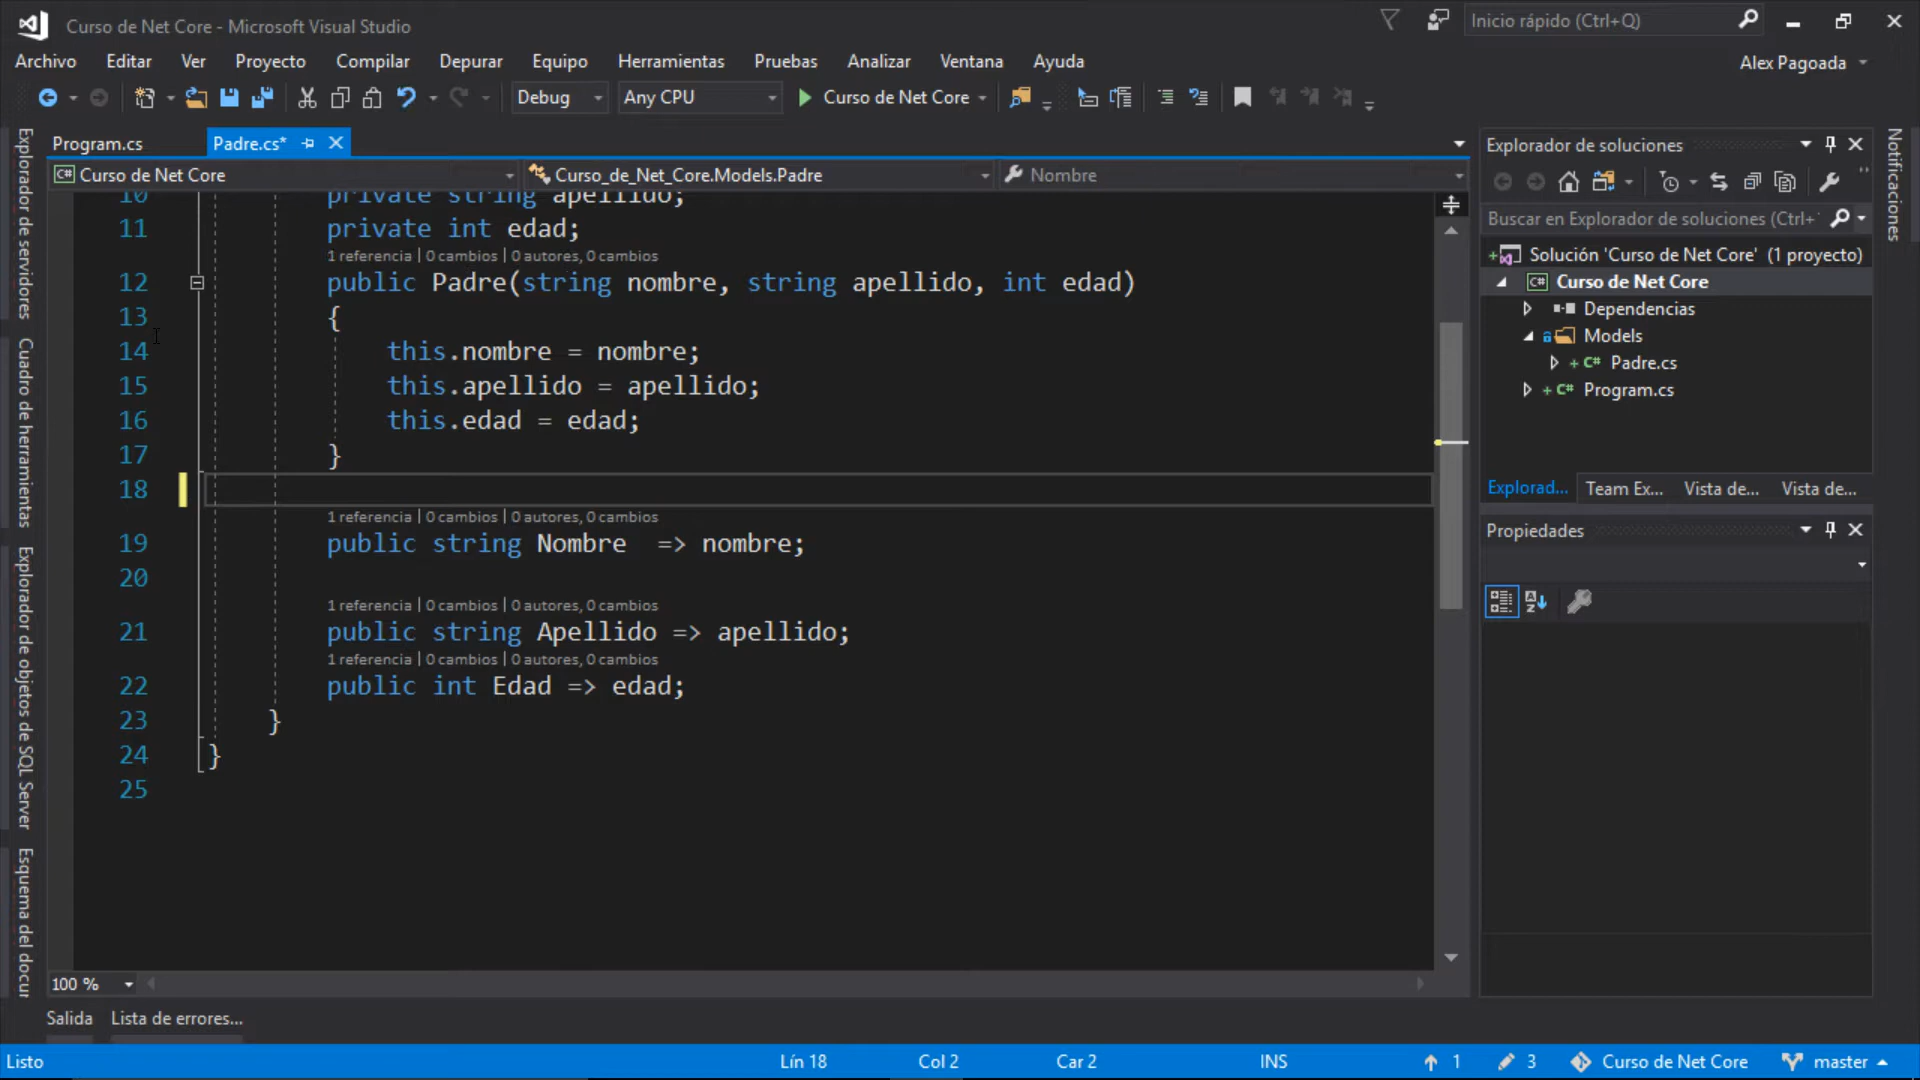 Curso de Net Core - Microsoft Visual Studio
Inicio rápido (Ctrl+Q)
Archivo Editar Ver Proyecto Compilar Depurar Equipo Herramientas Pruebas Analizar Ventana Ayuda
Alex Pagoada
Debug Any CPU Curso de Net Core
Program.cs Padre.cs*
Curso de Net Core Curso_de_Net_Core.Models.Padre Nombre
10 private string apellido;
11 private int edad;
1 referencia | 0 cambios | 0 autores, 0 cambios
12 public Padre(string nombre, string apellido, int edad)
13 {
14 this.nombre = nombre;
15 this.apellido = apellido;
16 this.edad = edad;
17 }
18
1 referencia | 0 cambios | 0 autores, 0 cambios
19 public string Nombre  => nombre;
20
1 referencia | 0 cambios | 0 autores, 0 cambios
21 public string Apellido => apellido;
1 referencia | 0 cambios | 0 autores, 0 cambios
22 public int Edad => edad;
23 }
24 }
25
100 %
Explorador de servidores
Cuadro de herramientas
Explorador de objetos de SQL Server
Esquema del docur
Explorador de soluciones
Buscar en Explorador de soluciones (Ctrl+
Solución 'Curso de Net Core' (1 proyecto)
Curso de Net Core
Dependencias
Models
Padre.cs
Program.cs
Explorad... Team Ex... Vista de... Vista de...
Propiedades
Notificaciones
Salida Lista de errores...
Listo Lín 18 Col 2 Car 2 INS 1 3 Curso de Net Core master